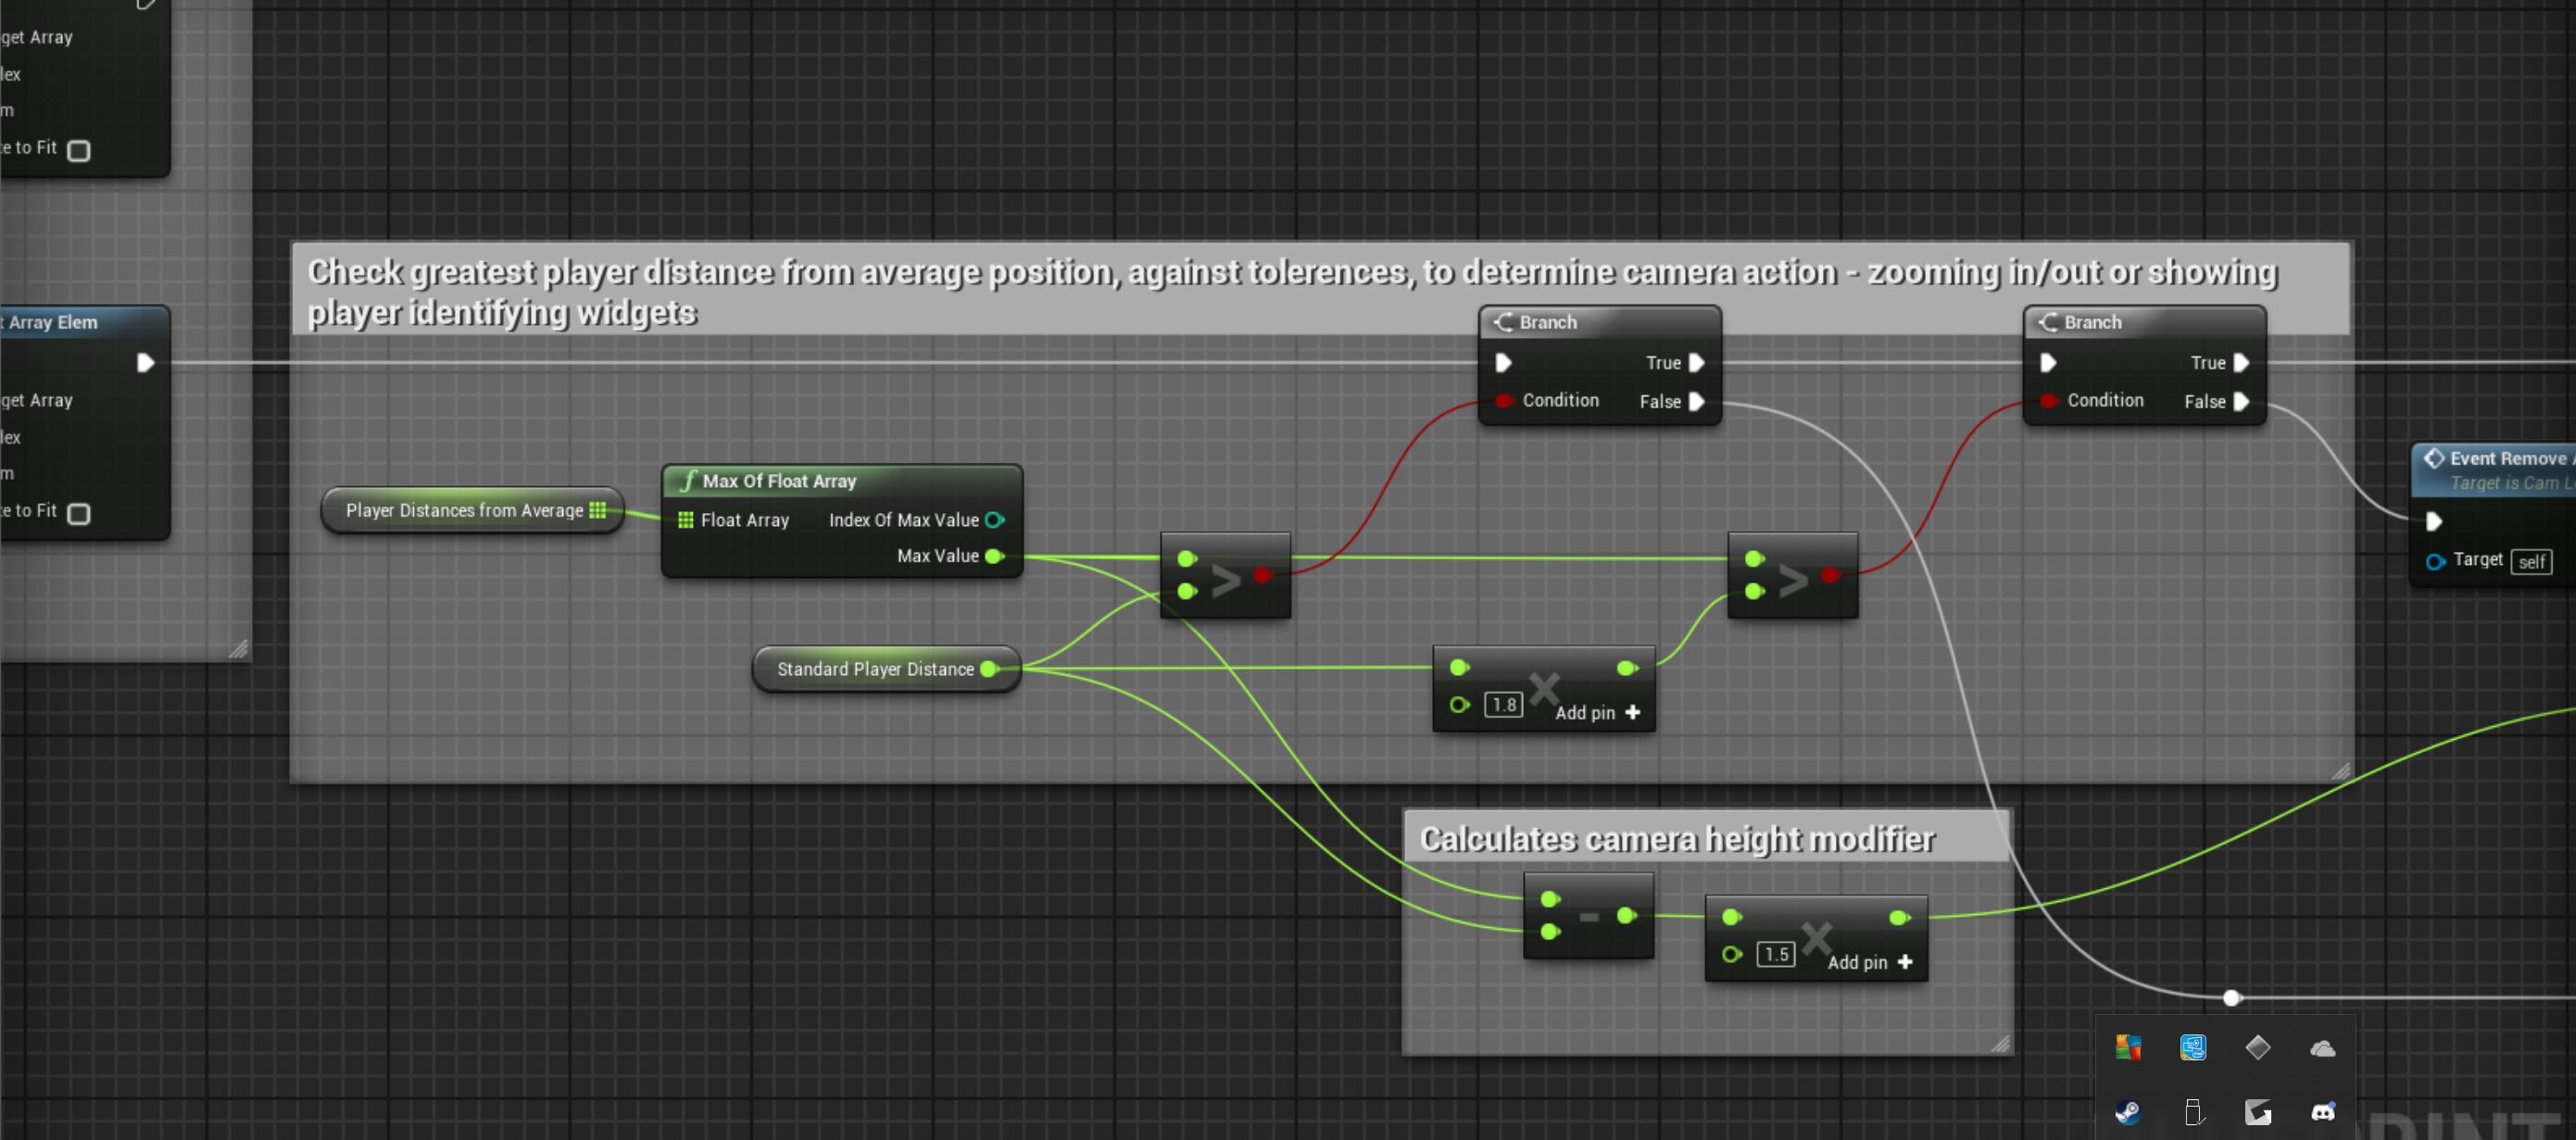 get Array
lex
m
te to Fit
t Array Elem
get Array
lex
m
te to Fit
Check greatest player distance from average position, against tolerences, to determine camera action - zooming in/out or showing
player identifying widgets
Branch
True
Condition
False
Branch
True
Condition
False
Player Distances from Average
f Max Of Float Array
Float Array
Index Of Max Value
Max Value
>
>
Standard Player Distance
1.8
Add pin +
Event Remove A
Target is Cam L
Target self
Calculates camera height modifier
-
1.5
Add pin +
PRINT